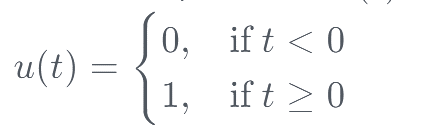 u(t) = { 0, if t < 0
1, if t ≥ 0